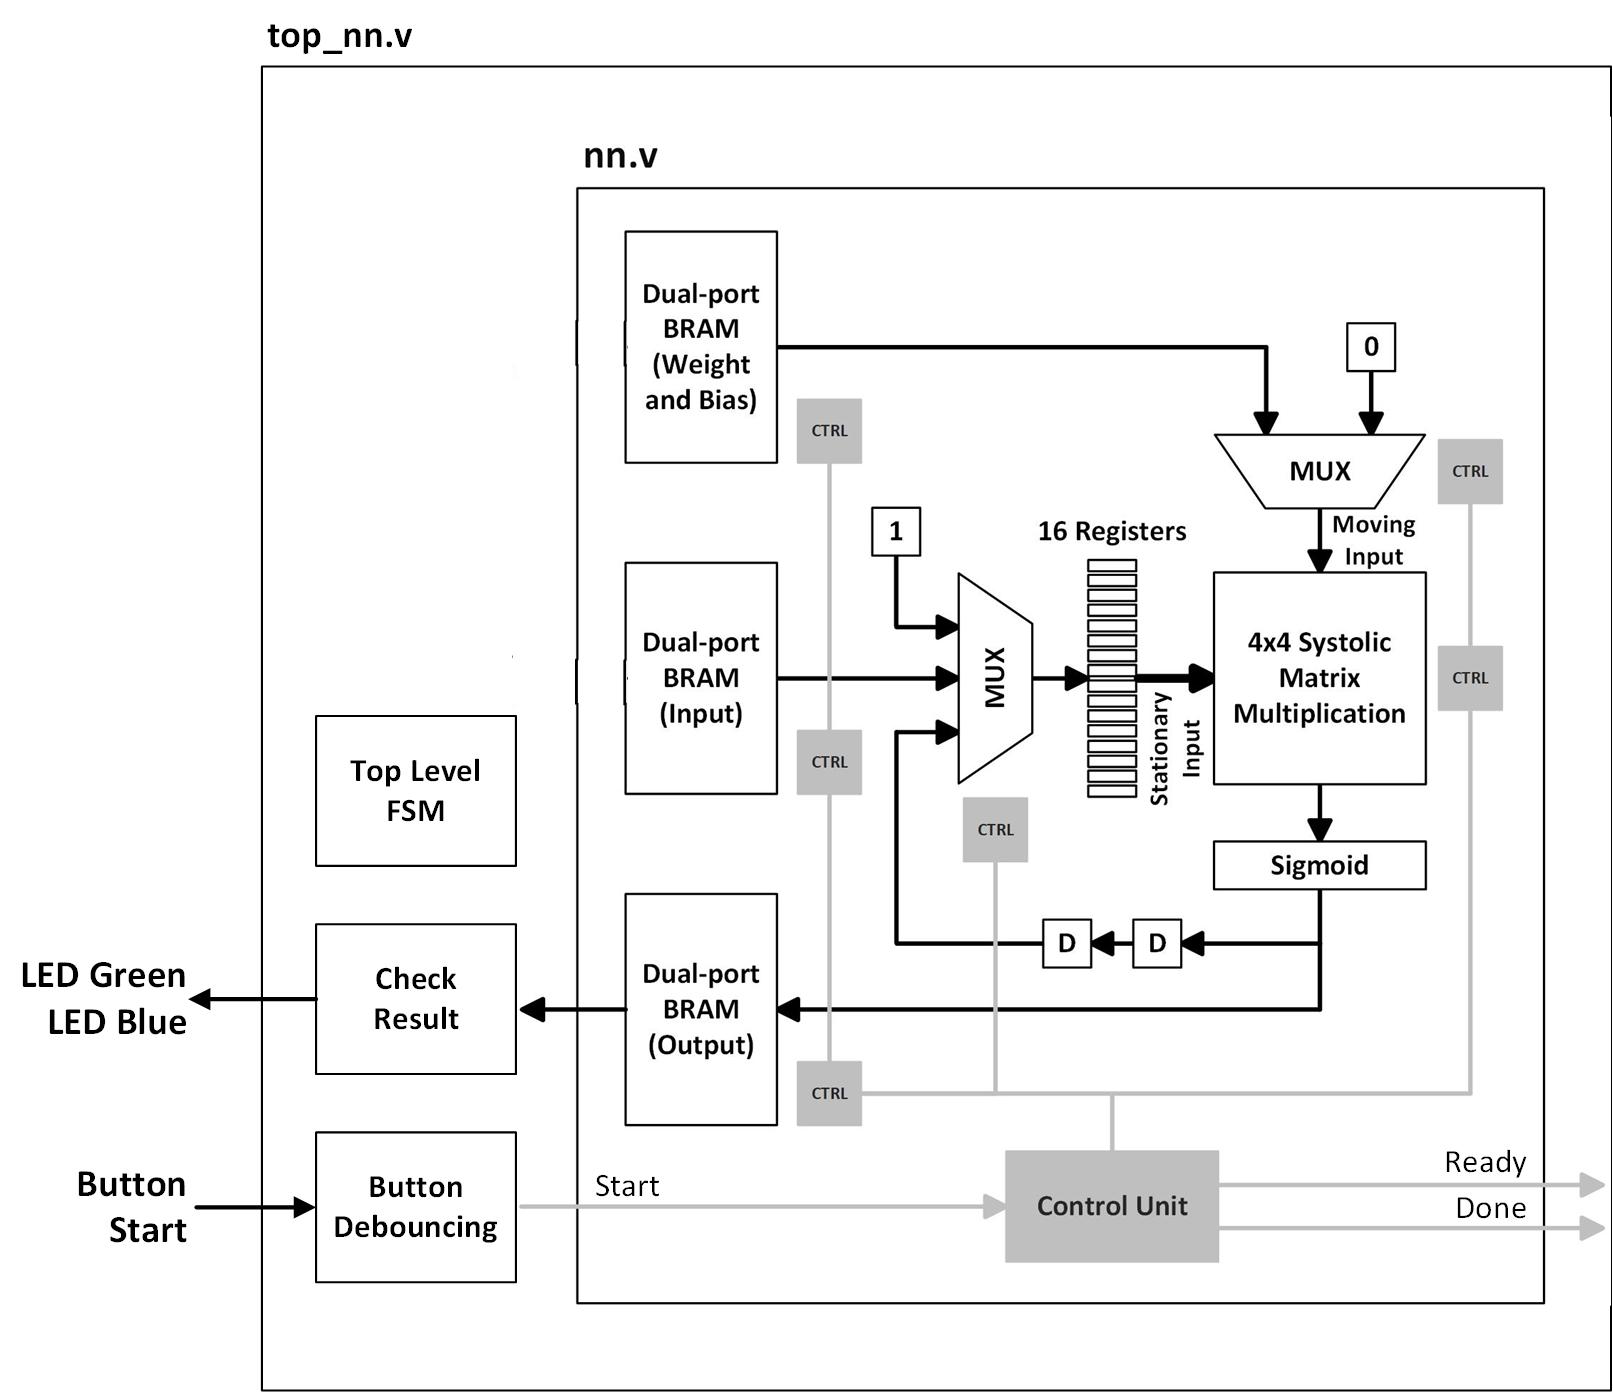 top_nn.v
nn.v
Dual-port
BRAM
(Weight
and Bias)
0
CTRL
MUX
CTRL
Moving
Input
1
16 Registers
Dual-port
BRAM
(Input)
MUX
Stationary
Input
4x4 Systolic
Matrix
Multiplication
CTRL
CTRL
Top Level
FSM
CTRL
Sigmoid
D
D
LED Green
LED Blue
Check
Result
Dual-port
BRAM
(Output)
CTRL
Button
Start
Button
Debouncing
Start
Control Unit
Ready
Done